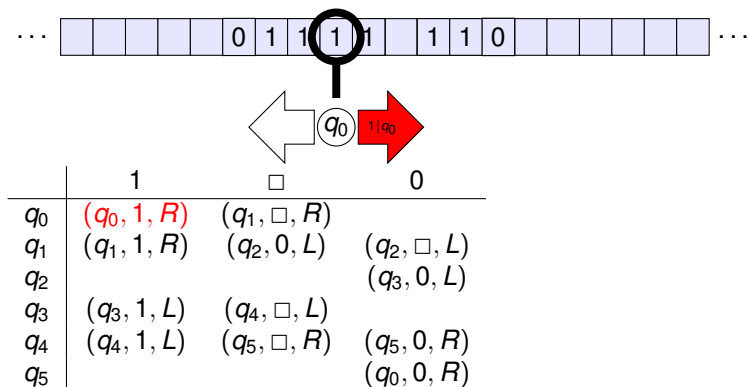 ... 0 1 1 1 1 1 1 0 ...
q₀ 1|q₀
1 □ 0
q₀ (q₀, 1, R) (q₁, □, R)
q₁ (q₁, 1, R) (q₂, 0, L) (q₂, □, L)
q₂ (q₃, 0, L)
q₃ (q₃, 1, L) (q₄, □, L)
q₄ (q₄, 1, L) (q₅, □, R) (q₅, 0, R)
q₅ (q₀, 0, R)